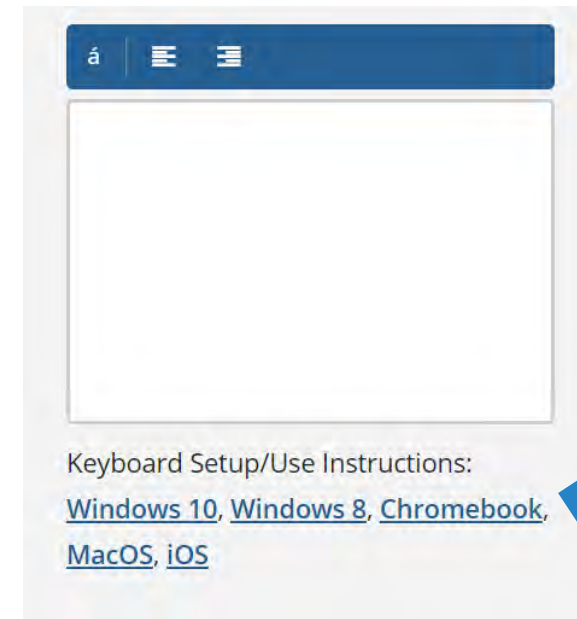 á
Keyboard Setup/Use Instructions:
Windows 10, Windows 8, Chromebook,
MacOS, iOS